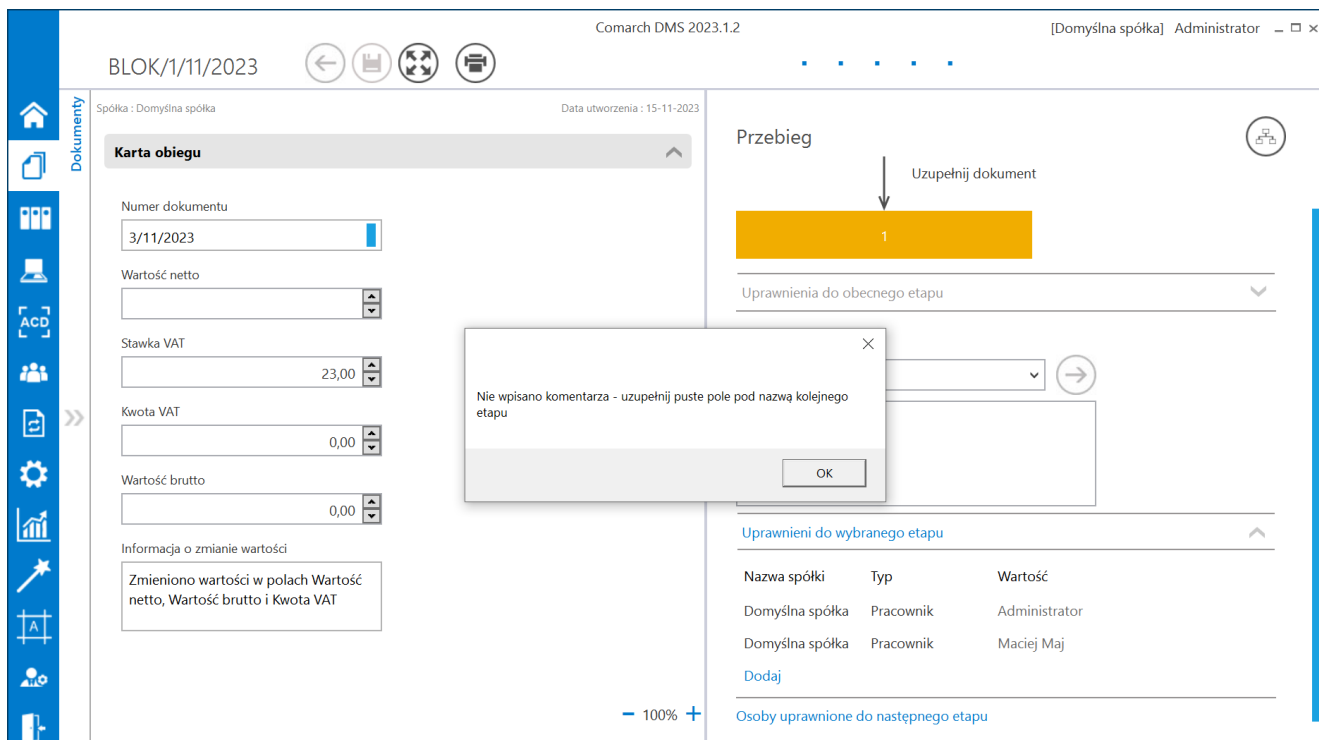 Comarch DMS 2023.1.2
[Domyślna spółka] Administrator
BLOK/1/11/2023
Dokumenty
ACD
A
Spółka : Domyślna spółka
Data utworzenia : 15-11-2023
Karta obiegu
Numer dokumentu
3/11/2023
Wartość netto
Stawka VAT
23,00
Kwota VAT
0,00
Wartość brutto
0,00
Informacja o zmianie wartości
Zmieniono wartości w polach Wartość
netto, Wartość brutto i Kwota VAT
100%
Przebieg
Uzupełnij dokument
1
Uprawnienia do obecnego etapu
Nie wpisano komentarza - uzupełnij puste pole pod nazwą kolejnego
etapu
OK
Uprawnieni do wybranego etapu
Nazwa spółki Typ Wartość
Domyślna spółka Pracownik Administrator
Domyślna spółka Pracownik Maciej Maj
Dodaj
Osoby uprawnione do następnego etapu